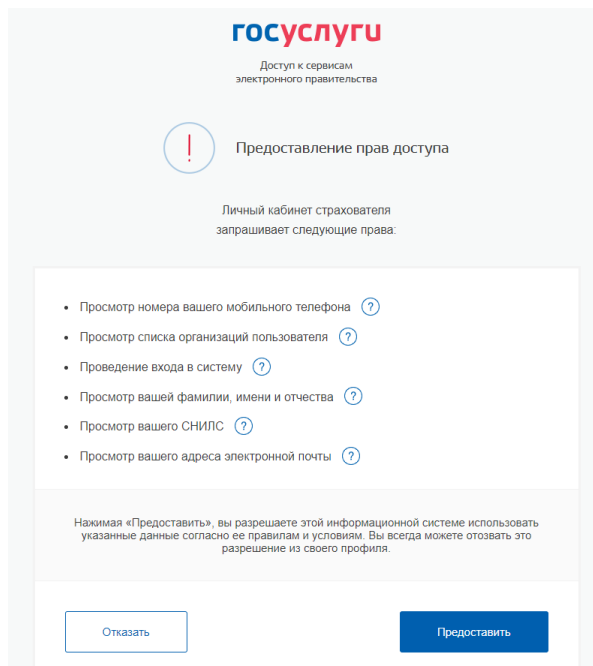 госуслуги
Доступ к сервисам
электронного правительства
!
Предоставление прав доступа
Личный кабинет страхователя
запрашивает следующие права:
• Просмотр номера вашего мобильного телефона ?
• Просмотр списка организаций пользователя ?
• Проведение входа в систему ?
• Просмотр вашей фамилии, имени и отчества ?
• Просмотр вашего СНИЛС ?
• Просмотр вашего адреса электронной почты ?
Нажимая «Предоставить», вы разрешаете этой информационной системе использовать
указанные данные согласно ее правилам и условиям. Вы всегда можете отозвать это
разрешение из своего профиля.
Отказать
Предоставить